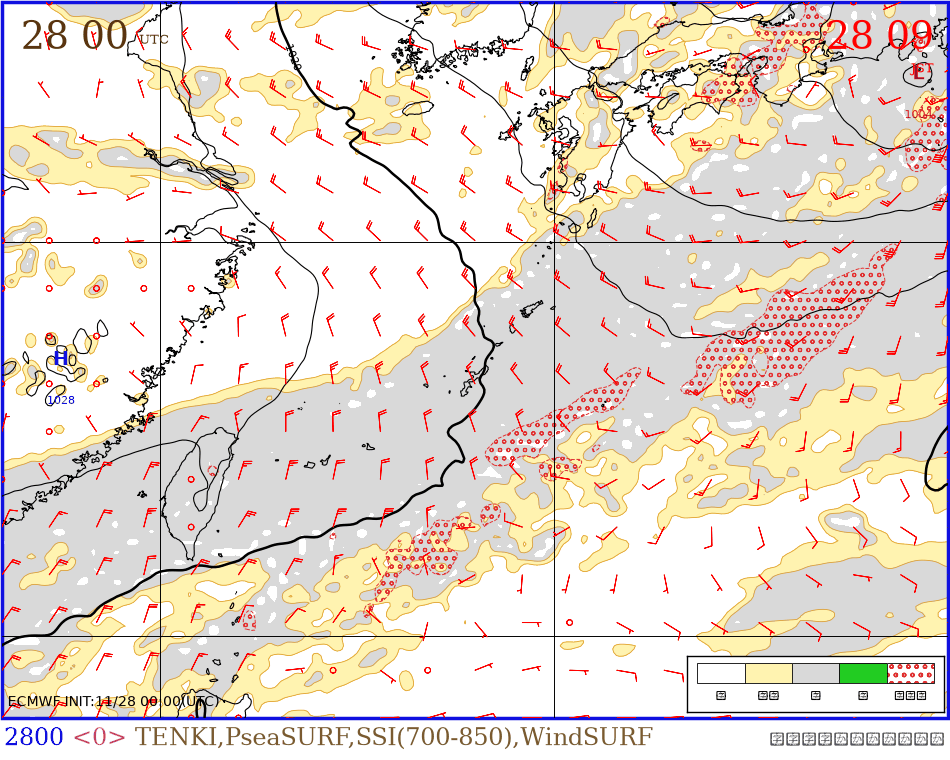 28 00 UTC 28 09
1020
L
H
1028
ECMWF.INIT:11/28 00:00(UTC)
2800 <0> TENKI,PseaSURF,SSI(700-850),WindSURF